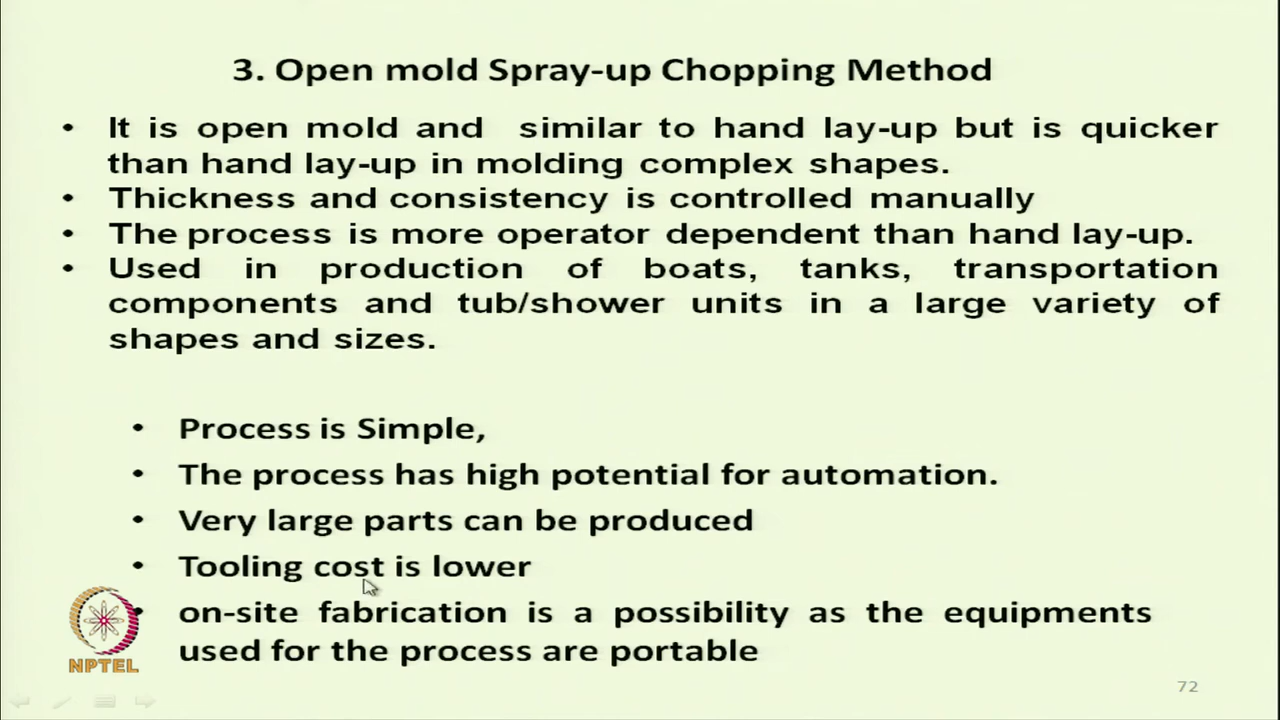 3. Open mold Spray-up Chopping Method
• It is open mold and similar to hand lay-up but is quicker
than hand lay-up in molding complex shapes.
• Thickness and consistency is controlled manually
• The process is more operator dependent than hand lay-up.
• Used in production of boats, tanks, transportation
components and tub/shower units in a large variety of
shapes and sizes.
• Process is Simple,
• The process has high potential for automation.
• Very large parts can be produced
• Tooling cost is lower
• on-site fabrication is a possibility as the equipments
used for the process are portable
NPTEL
72